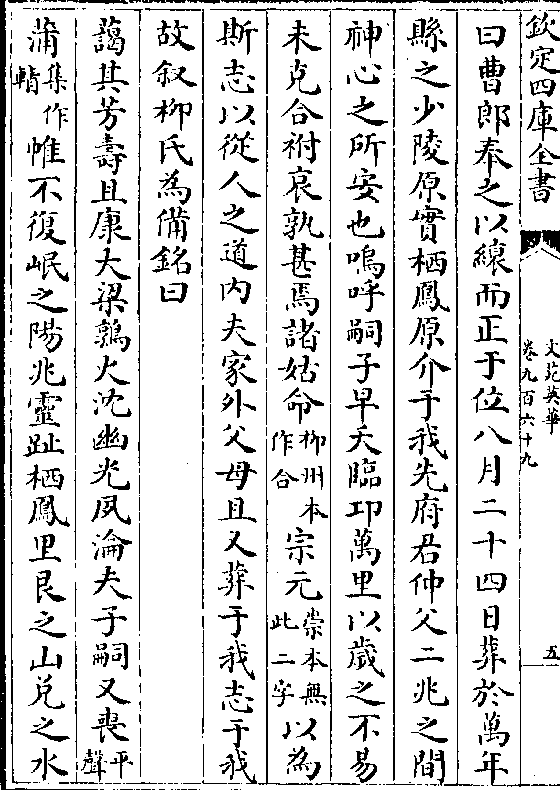 欽定四庫全書
文苑英華
卷九百六十九
五
曰曹郎奉之以縗而正于位八月二十四日葬於萬年
縣之少陵原實栖鳳原介于我先府君仲父二兆之間
神心之所安也嗚呼嗣子早夭臨卭萬里以歲之不易
未克合祔哀孰甚焉諸姑命柳州本作合宗元崇本無此二字以為
斯志以從人之道内夫家外父母且又葬于我志于我
故叙柳氏為備銘曰
藹其芳壽且康大梁鶉火沈幽光夙淪夫子嗣又喪平聲
蒲集作輤帷不復岷之陽兆靈趾栖鳳里艮之山兌之水